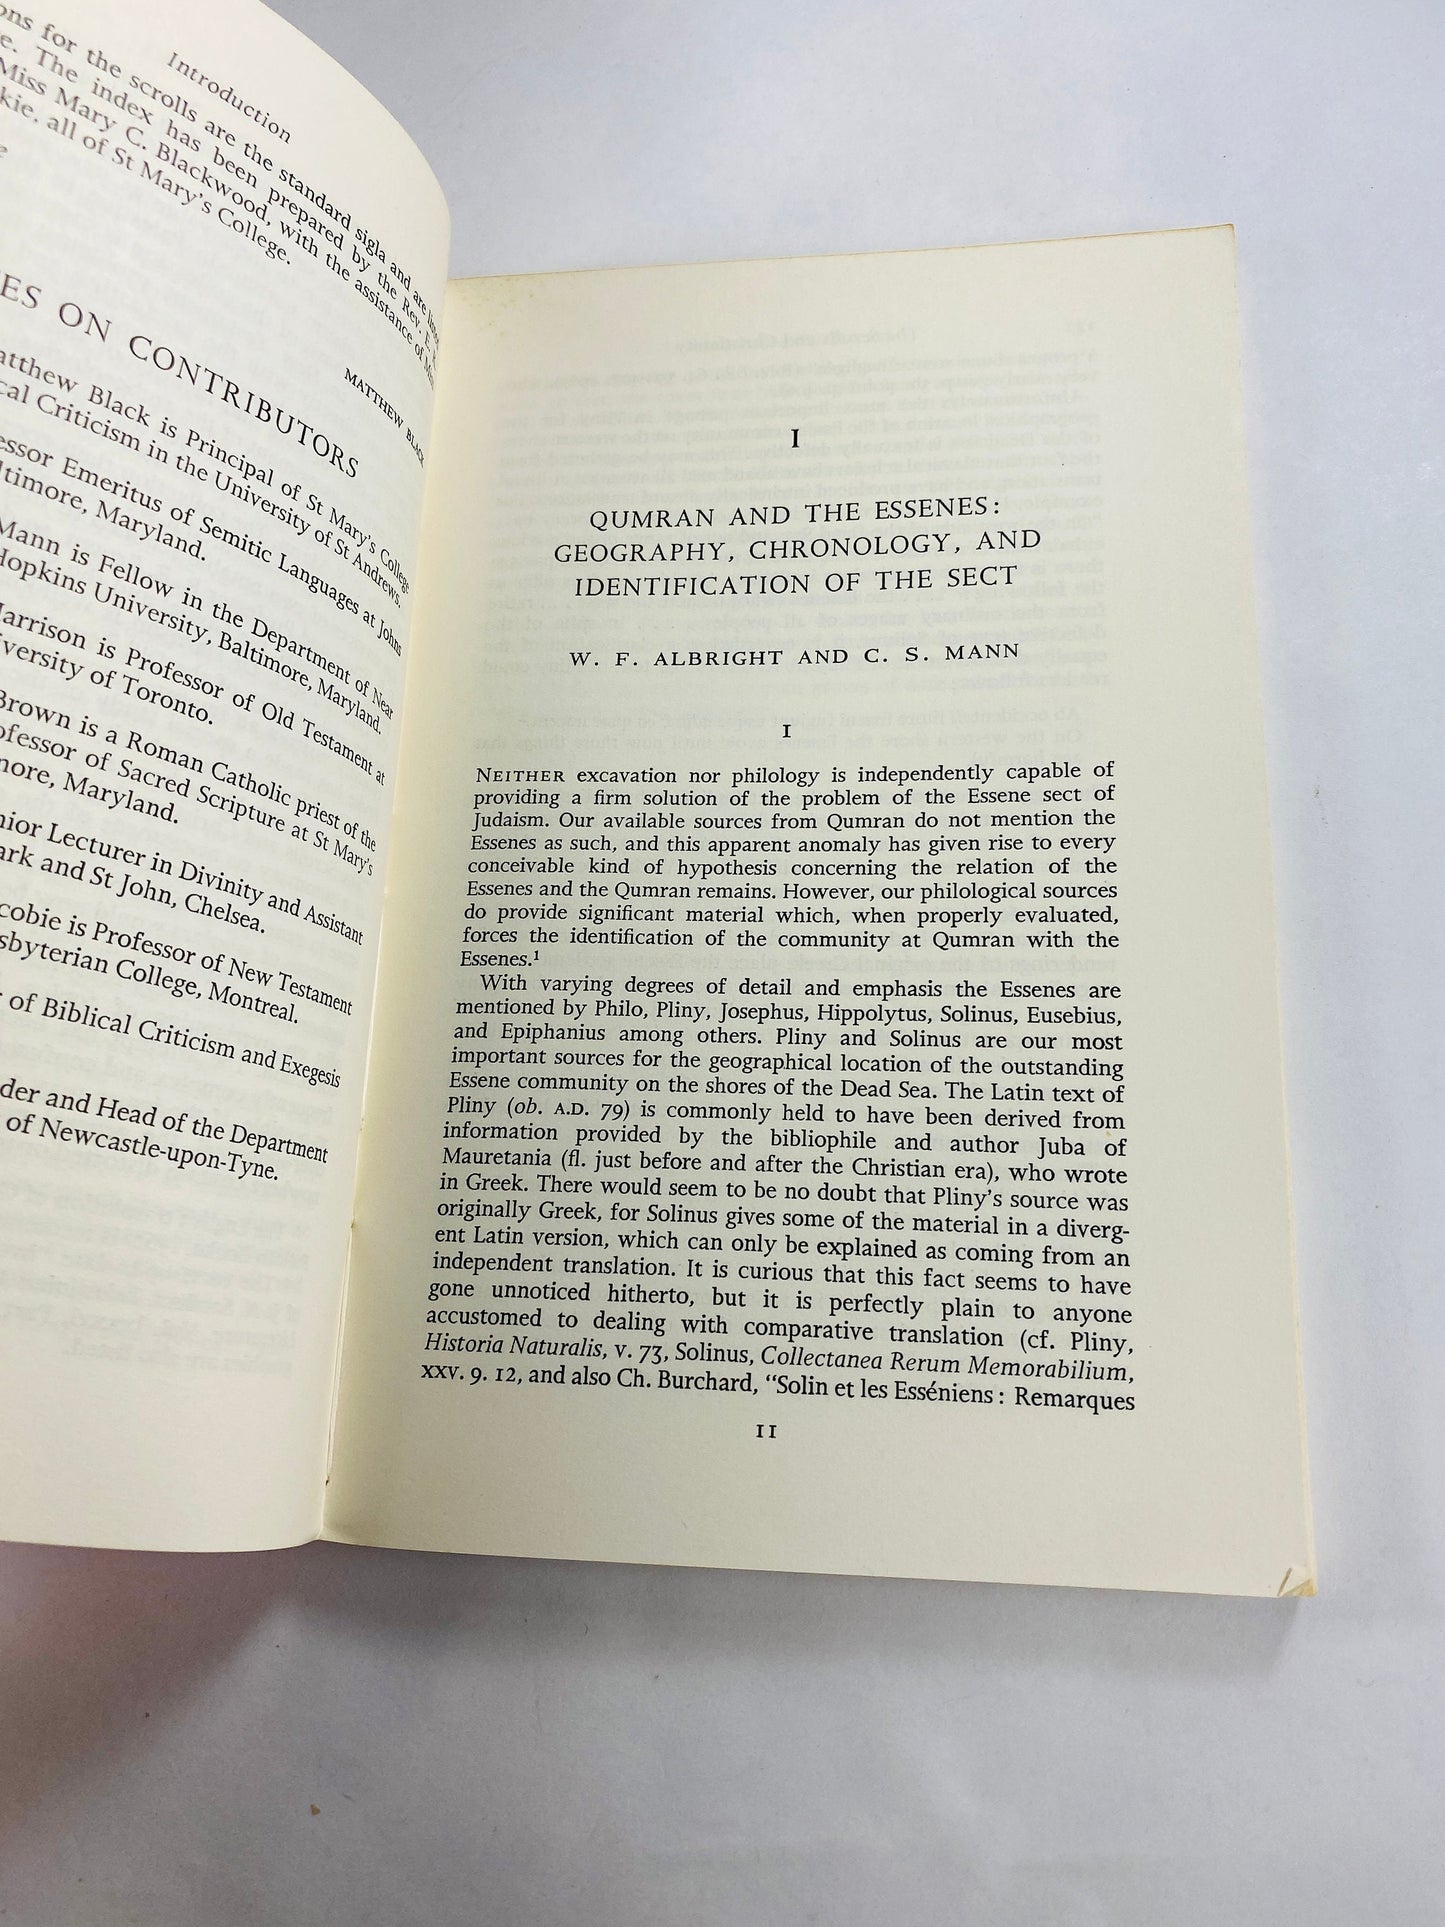 Introduction
ons for the scrolls are the standard sigla and are listed
The index has been prepared by the Rev. E.
Miss Mary C. Blackwood, with the assistance of
kie, all of St Mary's College.
MATTHEW BLACK
ES ON CONTRIBUTORS
atthew Black is Principal of St Mary's College
cal Criticism in the University of St Andrews.
essor Emeritus of Semitic Languages at Johns
ltimore, Maryland.
Mann is Fellow in the Department of Near
Hopkins University, Baltimore, Maryland.
Harrison is Professor of Old Testament at
iversity of Toronto.
Brown is a Roman Catholic priest of the
ofessor of Sacred Scripture at St Mary's
more, Maryland.
nior Lecturer in Divinity and Assistant
ark and St John, Chelsea.
cobie is Professor of New Testament
sbyterian College, Montreal.
of Biblical Criticism and Exegesis
der and Head of the Department
of Newcastle-upon-Tyne.
I
QUMRAN AND THE ESSENES:
GEOGRAPHY, CHRONOLOGY, AND
IDENTIFICATION OF THE SECT
W. F. ALBRIGHT AND C. S. MANN
I
NEITHER excavation nor philology is independently capable of
providing a firm solution of the problem of the Essene sect of
Judaism. Our available sources from Qumran do not mention the
Essenes as such, and this apparent anomaly has given rise to every
conceivable kind of hypothesis concerning the relation of the
Essenes and the Qumran remains. However, our philological sources
do provide significant material which, when properly evaluated,
forces the identification of the community at Qumran with the
Essenes.¹
With varying degrees of detail and emphasis the Essenes are
mentioned by Philo, Pliny, Josephus, Hippolytus, Solinus, Eusebius,
and Epiphanius among others. Pliny and Solinus are our most
important sources for the geographical location of the outstanding
Essene community on the shores of the Dead Sea. The Latin text of
Pliny (ob. A.D. 79) is commonly held to have been derived from
information provided by the bibliophile and author Juba of
Mauretania (fl. just before and after the Christian era), who wrote
in Greek. There would seem to be no doubt that Pliny's source was
originally Greek, for Solinus gives some of the material in a diverg-
ent Latin version, which can only be explained as coming from an
independent translation. It is curious that this fact seems to have
gone unnoticed hitherto, but it is perfectly plain to anyone
accustomed to dealing with comparative translation (cf. Pliny,
Historia Naturalis, v. 73, Solinus, Collectanea Rerum Memorabilium,
xxv. 9. 12, and also Ch. Burchard, "Solin et les Esséniens: Remarques
11